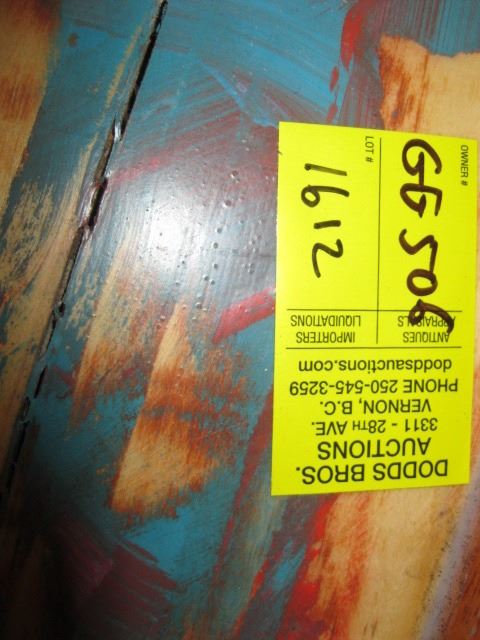 DODDS BROS.
AUCTIONS
3311 - 28TH AVE.
VERNON, B.C.
PHONE 250-545-3259
doddsauctions.com
ANTIQUES
APPRAISALS
IMPORTERS
LIQUIDATIONS
OWNER #
GG 506
LOT #
1612